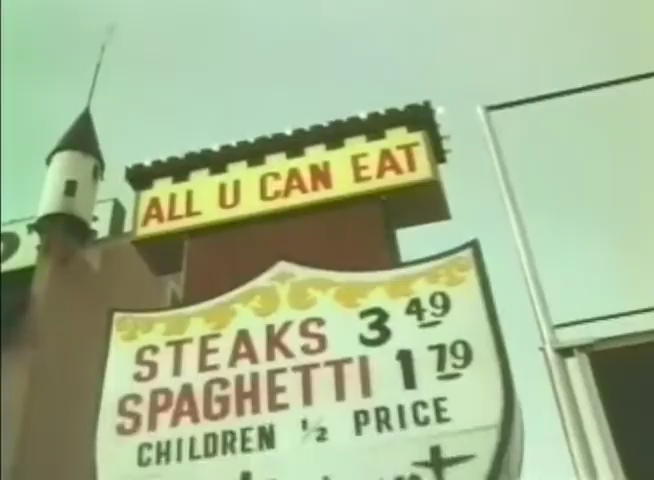 ALL U CAN EAT
STEAKS 3 49
SPAGHETTI 1 79
CHILDREN ½ PRICE